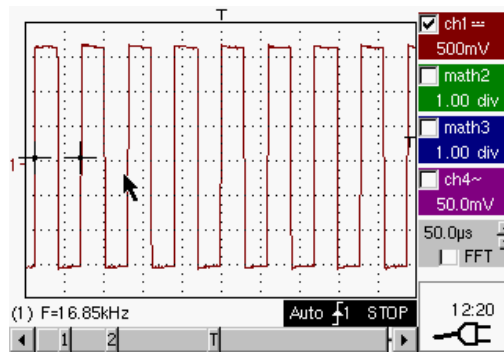 T
ch1
500mV
math2
1.00 div
T
math3
1.00 div
1
ch4~
50.0mV
50.0µs
FFT
(1) F=16.85kHz
Auto 1 STOP
12:20
1 2 T